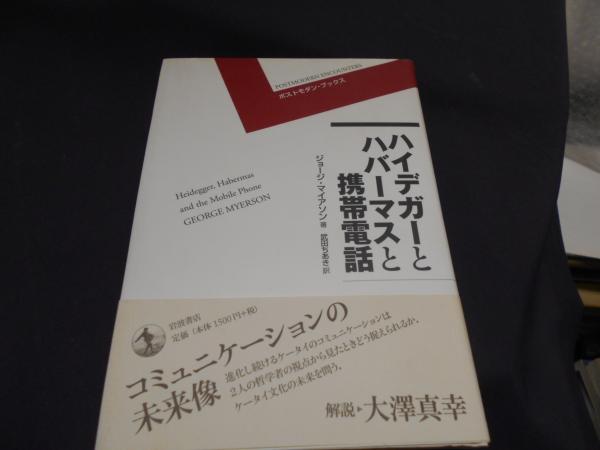 POSTMODERN ENCOUNTERS
ポストモダン・ブックス
ハイデガーと
ハバーマスと
携帯電話
ジョージ・マイアソン 著
武田ちあき 訳
Heidegger, Habermas
and the Mobile Phone
GEORGE MYERSON
岩波書店
定価(本体1500円+税)
コミュニケーションの
未来像
進化し続けるケータイのコミュニケーションは
2人の哲学者の視点から見たときどう捉えられるか。
ケータイ文化の未来を問う。
解説▸大澤真幸